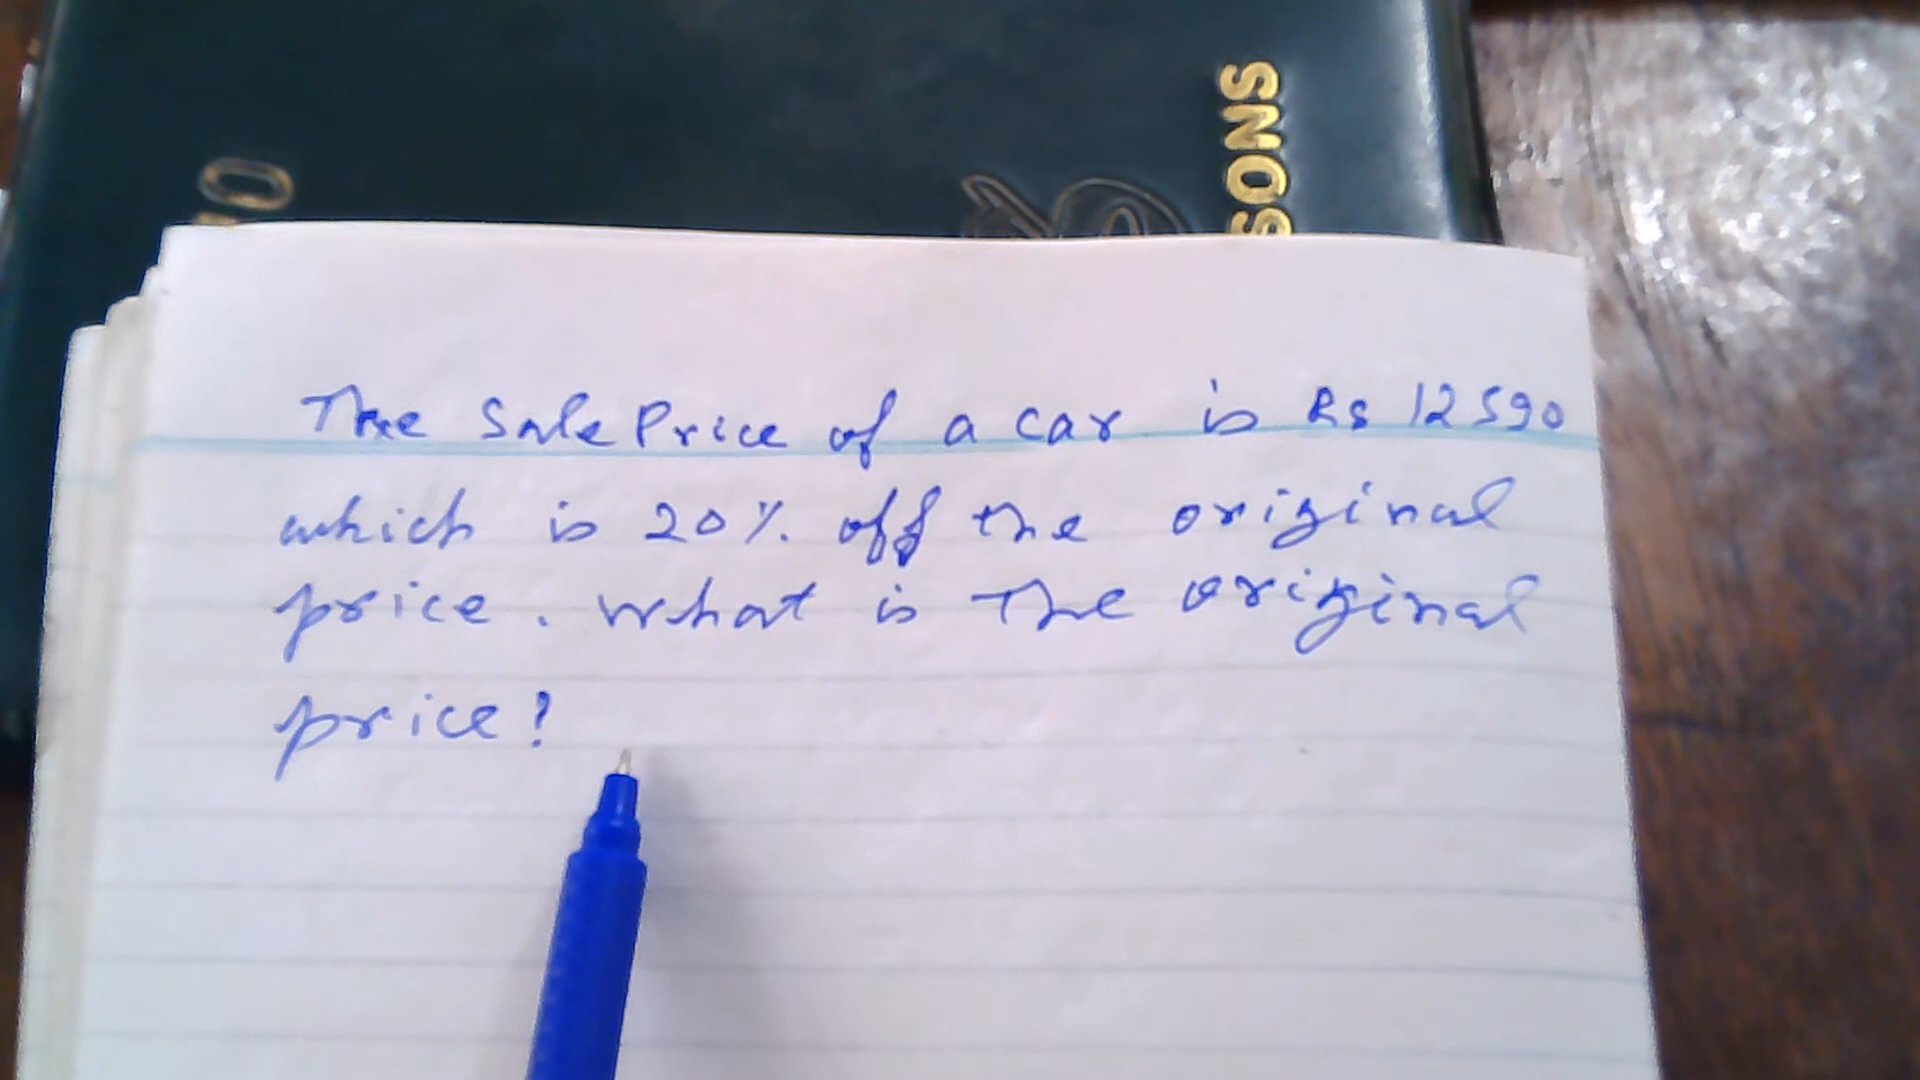 SONS
The Sale Price of a car is Rs 12590
which is 20% off the original
price. What is the original
price?